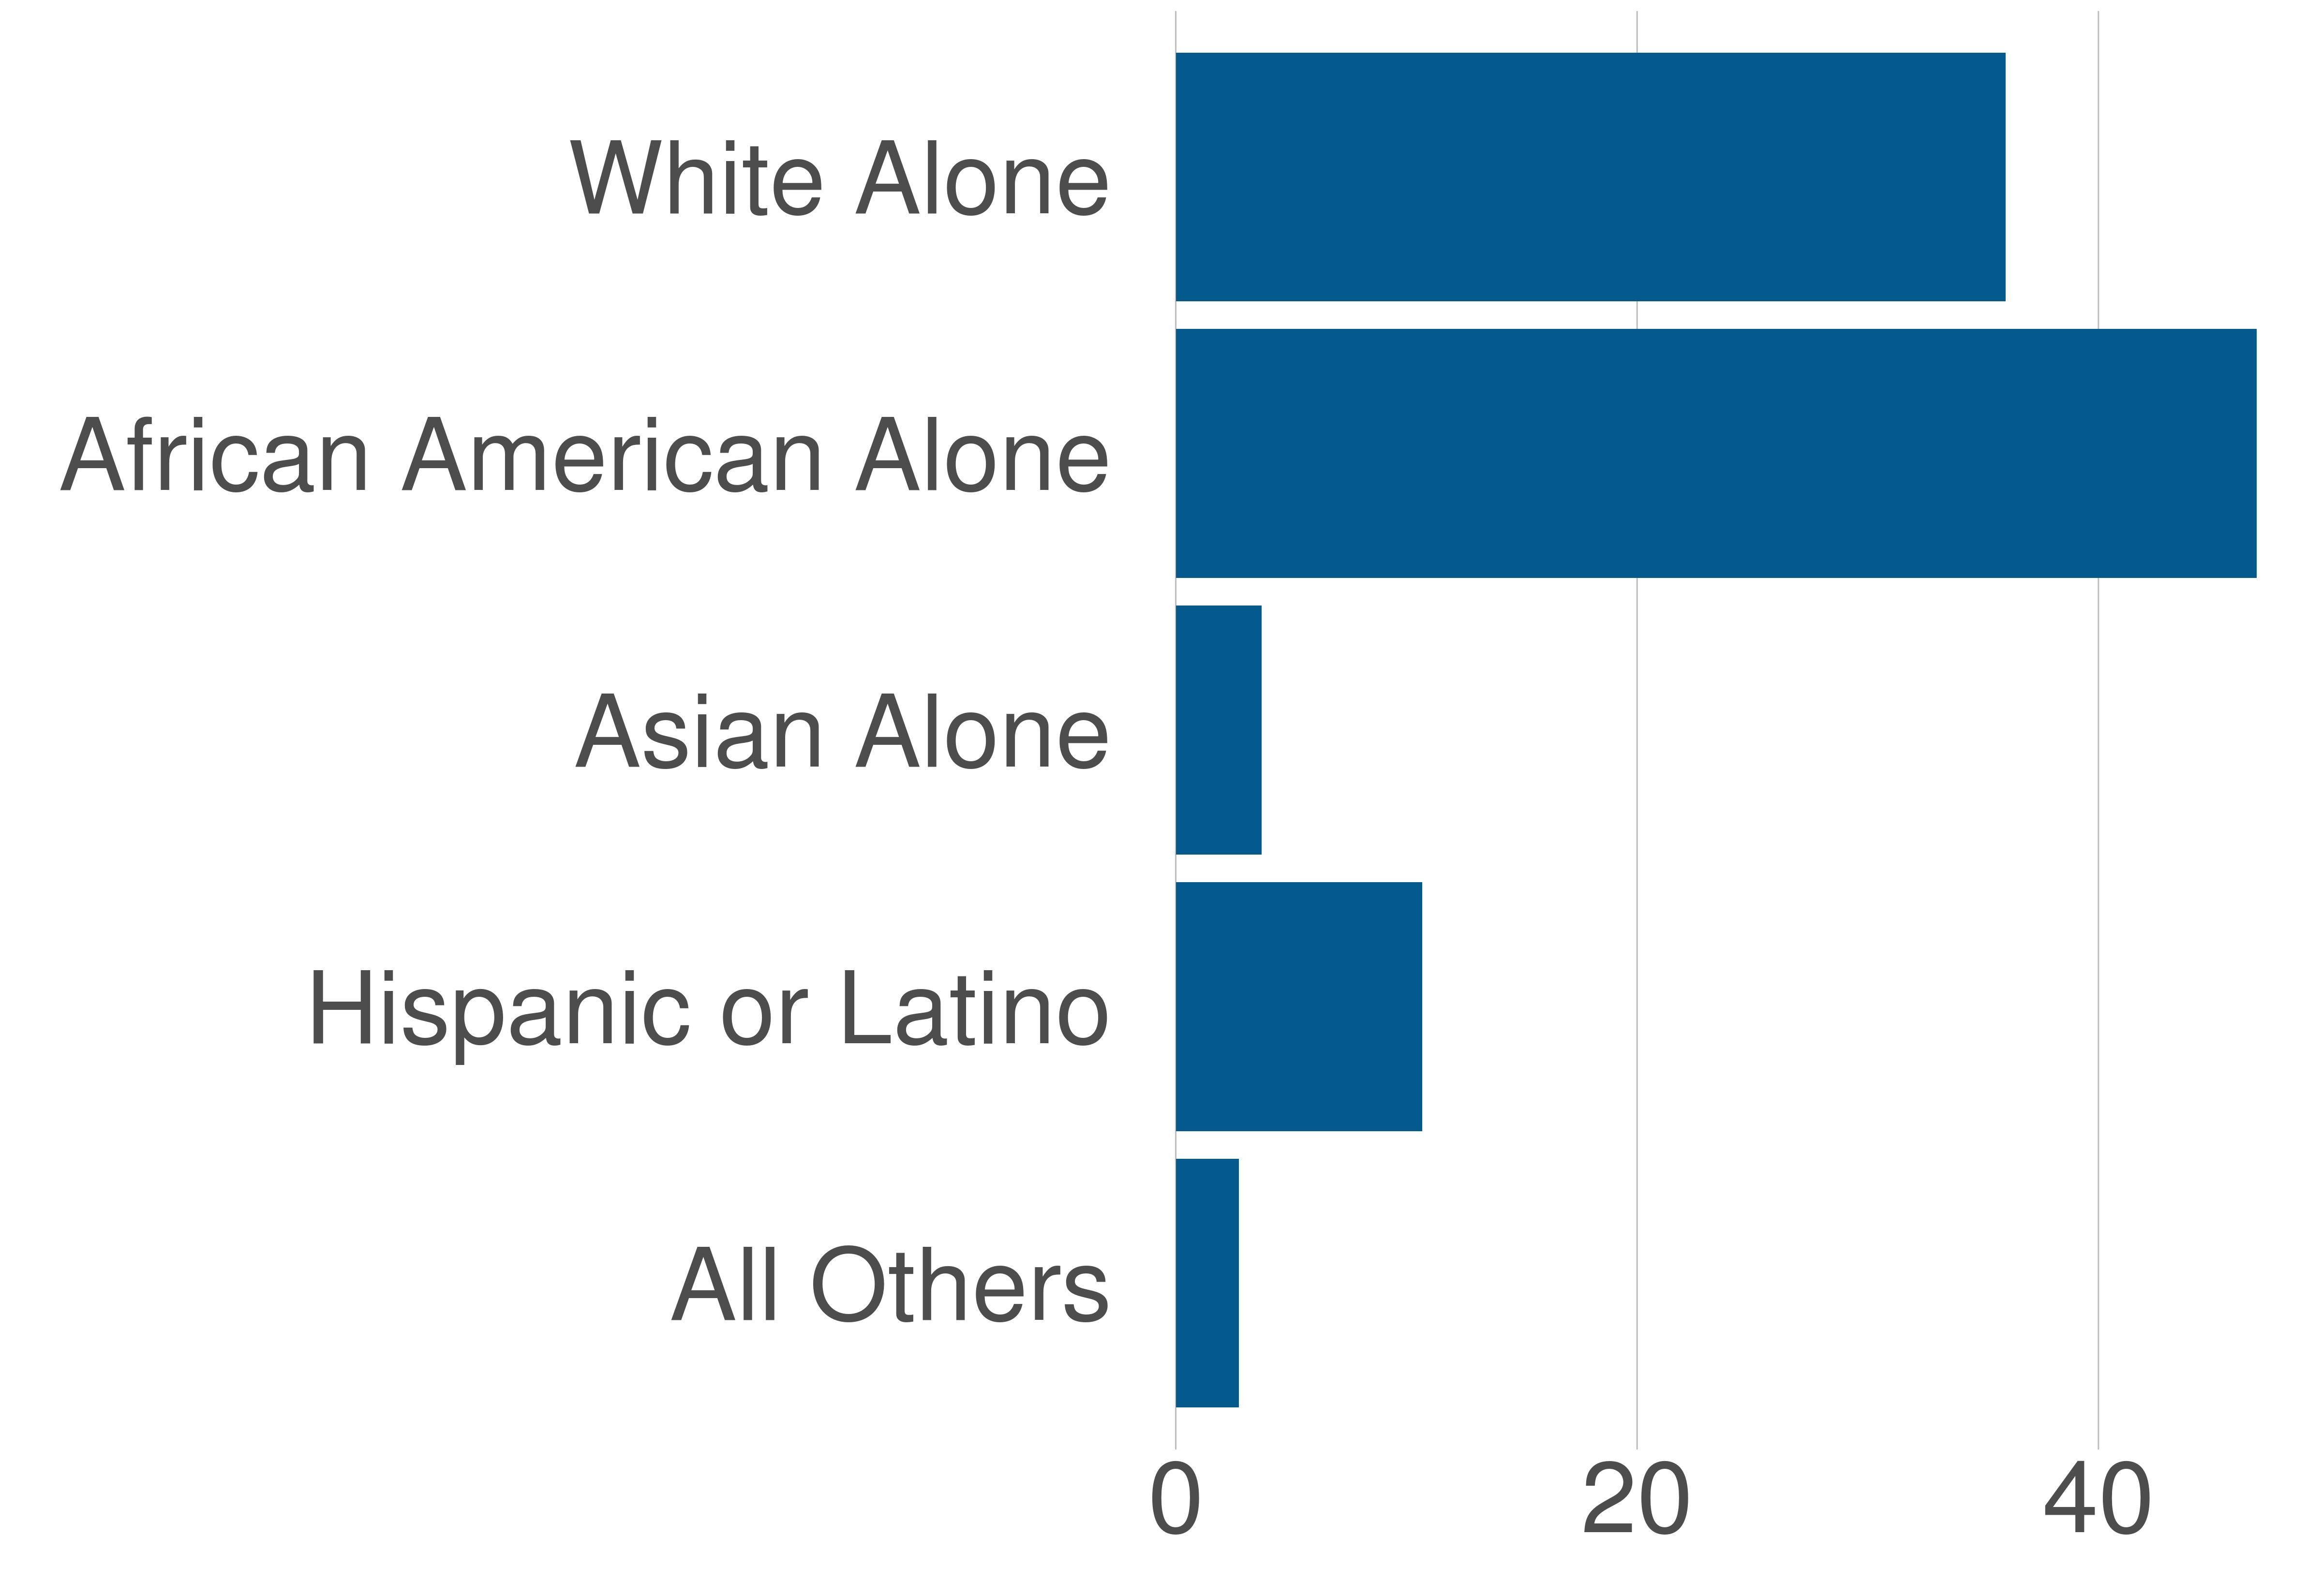 White Alone
African American Alone
Asian Alone
Hispanic or Latino
All Others
0 20 40